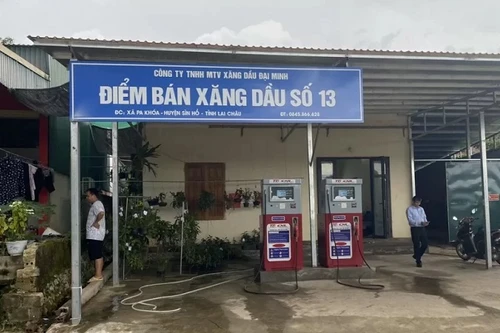 CÔNG TY TNHH MTV XĂNG DẦU ĐẠI MINH
ĐIỂM BÁN XĂNG DẦU SỐ 13
ĐC: XÃ PA KHÓA - HUYỆN SÌN HỒ - TỈNH LAI CHÂU